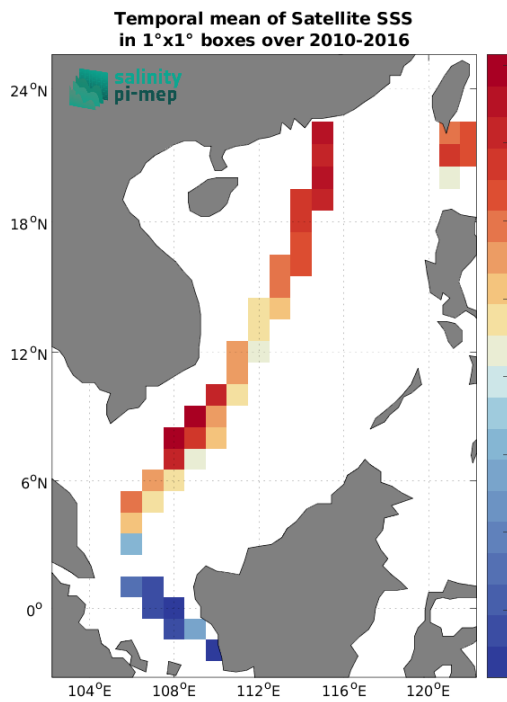 Temporal mean of Satellite SSS
in 1°x1° boxes over 2010-2016
salinity
pi-mep
24°N
18°N
12°N
6°N
0°
104°E 108°E 112°E 116°E 120°E